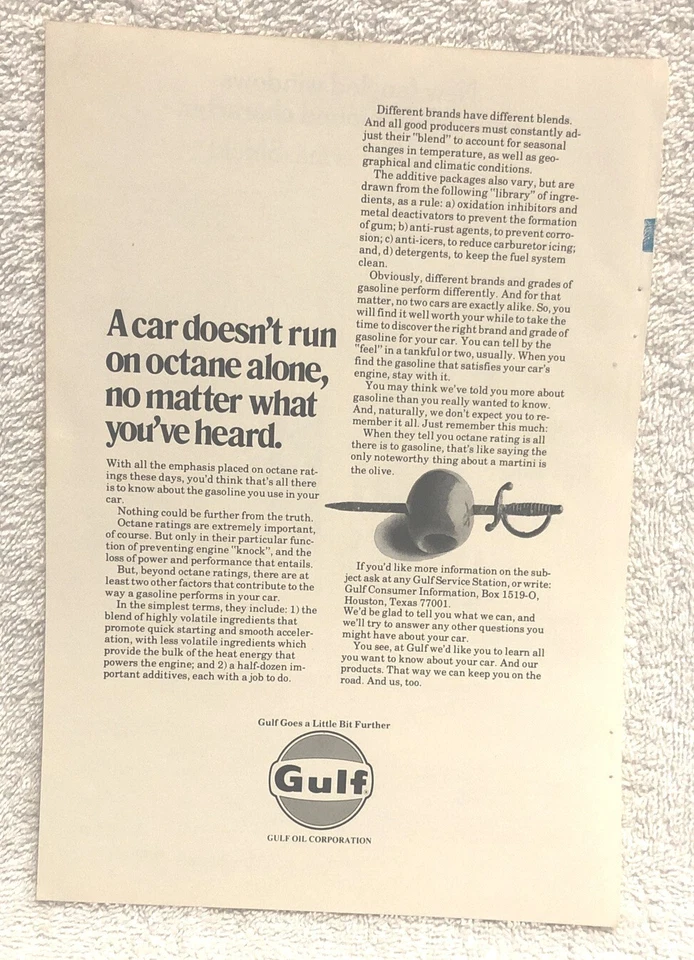 A car doesn't run
on octane alone,
no matter what
you've heard.
With all the emphasis placed on octane rat-
ings these days, you'd think that's all there
is to know about the gasoline you use in your
car.
Nothing could be further from the truth.
Octane ratings are extremely important,
of course. But only in their particular func-
tion of preventing engine "knock", and the
loss of power and performance that entails.
But, beyond octane ratings, there are at
least two other factors that contribute to the
way a gasoline performs in your car.
In the simplest terms, they include: 1) the
blend of highly volatile ingredients that
promote quick starting and smooth acceler-
ation, with less volatile ingredients which
provide the bulk of the heat energy that
powers the engine; and 2) a half-dozen im-
portant additives, each with a job to do.
Different brands have different blends.
And all good producers must constantly ad-
just their "blend" to account for seasonal
changes in temperature, as well as geo-
graphical and climatic conditions.
The additive packages also vary, but are
drawn from the following "library" of ingre-
dients, as a rule: a) oxidation inhibitors and
metal deactivators to prevent the formation
of gum; b) anti-rust agents, to prevent corro-
sion; c) anti-icers, to reduce carburetor icing;
and, d) detergents, to keep the fuel system
clean.
Obviously, different brands and grades of
gasoline perform differently. And for that
matter, no two cars are exactly alike. So, you
will find it well worth your while to take the
time to discover the right brand and grade of
gasoline for your car. You can tell by the
"feel" in a tankful or two, usually. When you
find the gasoline that satisfies your car's
engine, stay with it.
You may think we've told you more about
gasoline than you really wanted to know.
And, naturally, we don't expect you to re-
member it all. Just remember this much:
When they tell you octane rating is all
there is to gasoline, that's like saying the
only noteworthy thing about a martini is
the olive.
If you'd like more information on the sub-
ject ask at any Gulf Service Station, or write:
Gulf Consumer Information, Box 1519-O,
Houston, Texas 77001.
We'd be glad to tell you what we can, and
we'll try to answer any other questions you
might have about your car.
You see, at Gulf we'd like you to learn all
you want to know about your car. And our
products. That way we can keep you on the
road. And us, too.
Gulf Goes a Little Bit Further
Gulf®
GULF OIL CORPORATION